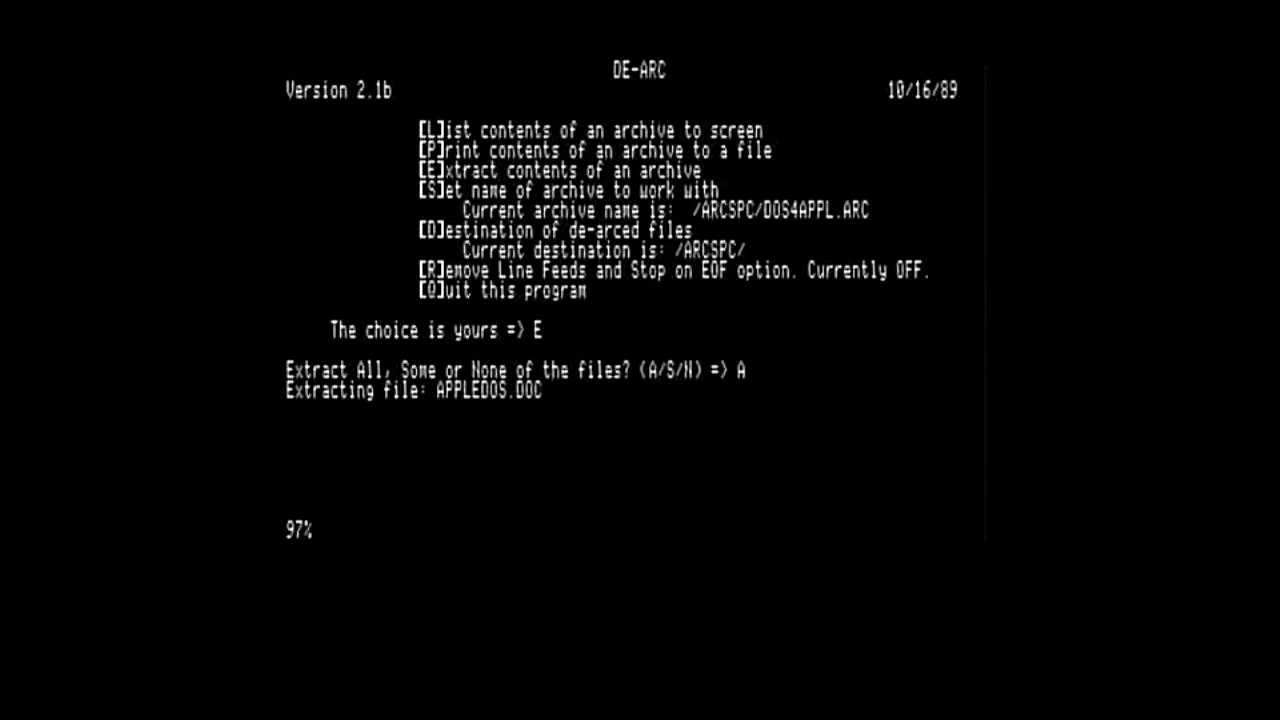 DE-ARC
Version 2.1b 10/16/89
[L]ist contents of an archive to screen
[P]rint contents of an archive to a file
[E]xtract contents of an archive
[S]et name of archive to work with
Current archive name is: /ARCSPC/DOS4APPL.ARC
[D]estination of de-arced files
Current destination is: /ARCSPC/
[R]emove Line Feeds and Stop on EOF option. Currently OFF.
[Q]uit this program
The choice is yours => E
Extract All, Some or None of the files? (A/S/N) => A
Extracting file: APPLEDOS.DOC
97%